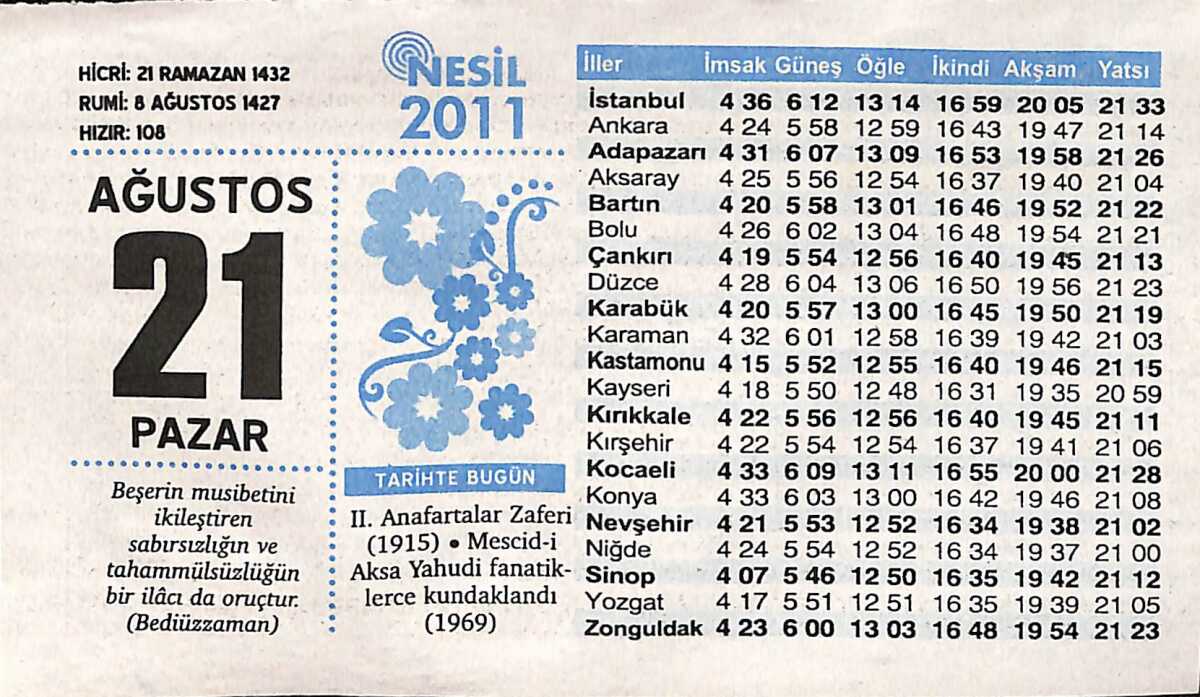 HİCRİ: 21 RAMAZAN 1432
RUMİ: 8 AĞUSTOS 1427
HIZIR: 108
NESİL
2011
AĞUSTOS
21
PAZAR
Beşerin musibetini
ikileştiren
sabırsızlığın ve
tahammülsüzlüğün
bir ilâcı da oruçtur.
(Bediüzzaman)
TARİHTE BUGÜN
II. Anafartalar Zaferi
(1915) • Mescid-i
Aksa Yahudi fanatik-
lerce kundaklandı
(1969)
İller İmsak Güneş Öğle İkindi Akşam Yatsı
İstanbul 4 36 6 12 13 14 16 59 20 05 21 33
Ankara 4 24 5 58 12 59 16 43 19 47 21 14
Adapazarı 4 31 6 07 13 09 16 53 19 58 21 26
Aksaray 4 25 5 56 12 54 16 37 19 40 21 04
Bartın 4 20 5 58 13 01 16 46 19 52 21 22
Bolu 4 26 6 02 13 04 16 48 19 54 21 21
Çankırı 4 19 5 54 12 56 16 40 19 45 21 13
Düzce 4 28 6 04 13 06 16 50 19 56 21 23
Karabük 4 20 5 57 13 00 16 45 19 50 21 19
Karaman 4 32 6 01 12 58 16 39 19 42 21 03
Kastamonu 4 15 5 52 12 55 16 40 19 46 21 15
Kayseri 4 18 5 50 12 48 16 31 19 35 20 59
Kırıkkale 4 22 5 56 12 56 16 40 19 45 21 11
Kırşehir 4 22 5 54 12 54 16 37 19 41 21 06
Kocaeli 4 33 6 09 13 11 16 55 20 00 21 28
Konya 4 33 6 03 13 00 16 42 19 46 21 08
Nevşehir 4 21 5 53 12 52 16 34 19 38 21 02
Niğde 4 24 5 54 12 52 16 34 19 37 21 00
Sinop 4 07 5 46 12 50 16 35 19 42 21 12
Yozgat 4 17 5 51 12 51 16 35 19 39 21 05
Zonguldak 4 23 6 00 13 03 16 48 19 54 21 23